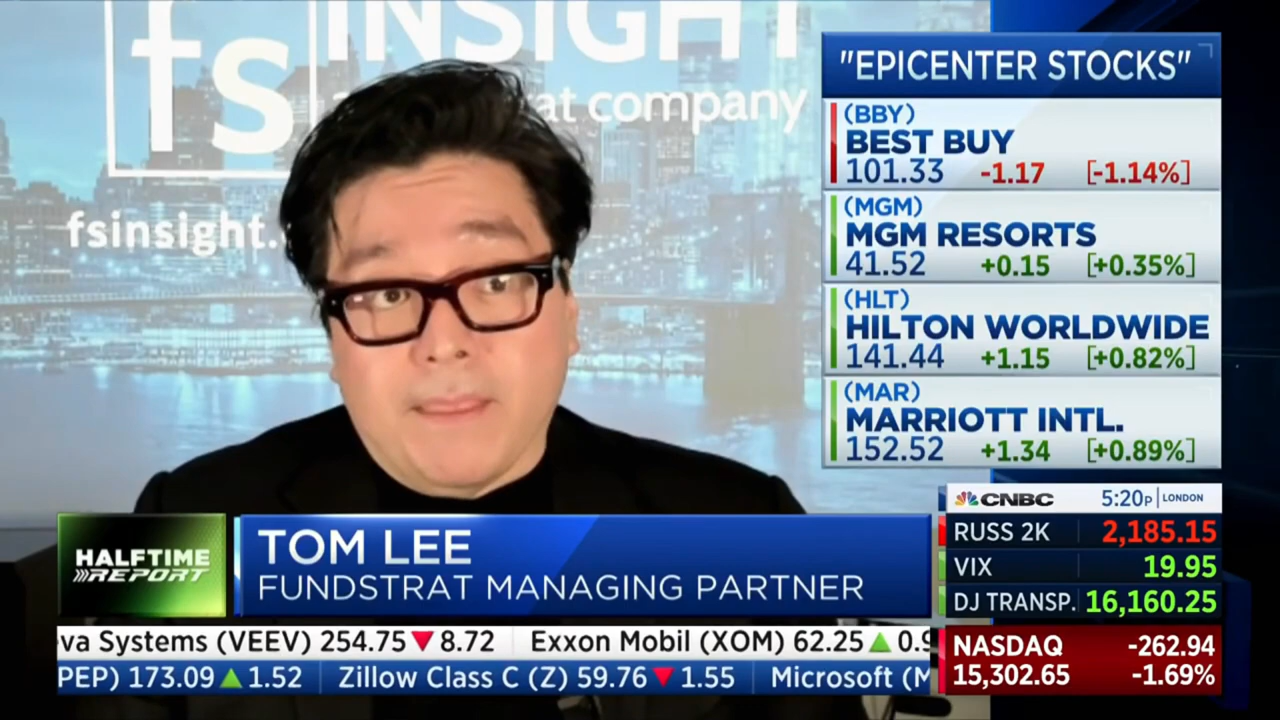 fs INSIGHT
at company
fsinsight.
"EPICENTER STOCKS"
(BBY)
BEST BUY
101.33 -1.17 [-1.14%]
(MGM)
MGM RESORTS
41.52 +0.15 [+0.35%]
(HLT)
HILTON WORLDWIDE
141.44 +1.15 [+0.82%]
(MAR)
MARRIOTT INTL.
152.52 +1.34 [+0.89%]
CNBC 5:20P LONDON
RUSS 2K 2,185.15
VIX 19.95
DJ TRANSP. 16,160.25
NASDAQ -262.94
15,302.65 -1.69%
HALFTIME
REPORT
TOM LEE
FUNDSTRAT MANAGING PARTNER
va Systems (VEEV) 254.75▼8.72 Exxon Mobil (XOM) 62.25▲0.9
PEP) 173.09▲1.52 Zillow Class C (Z) 59.76▼1.55 Microsoft (M